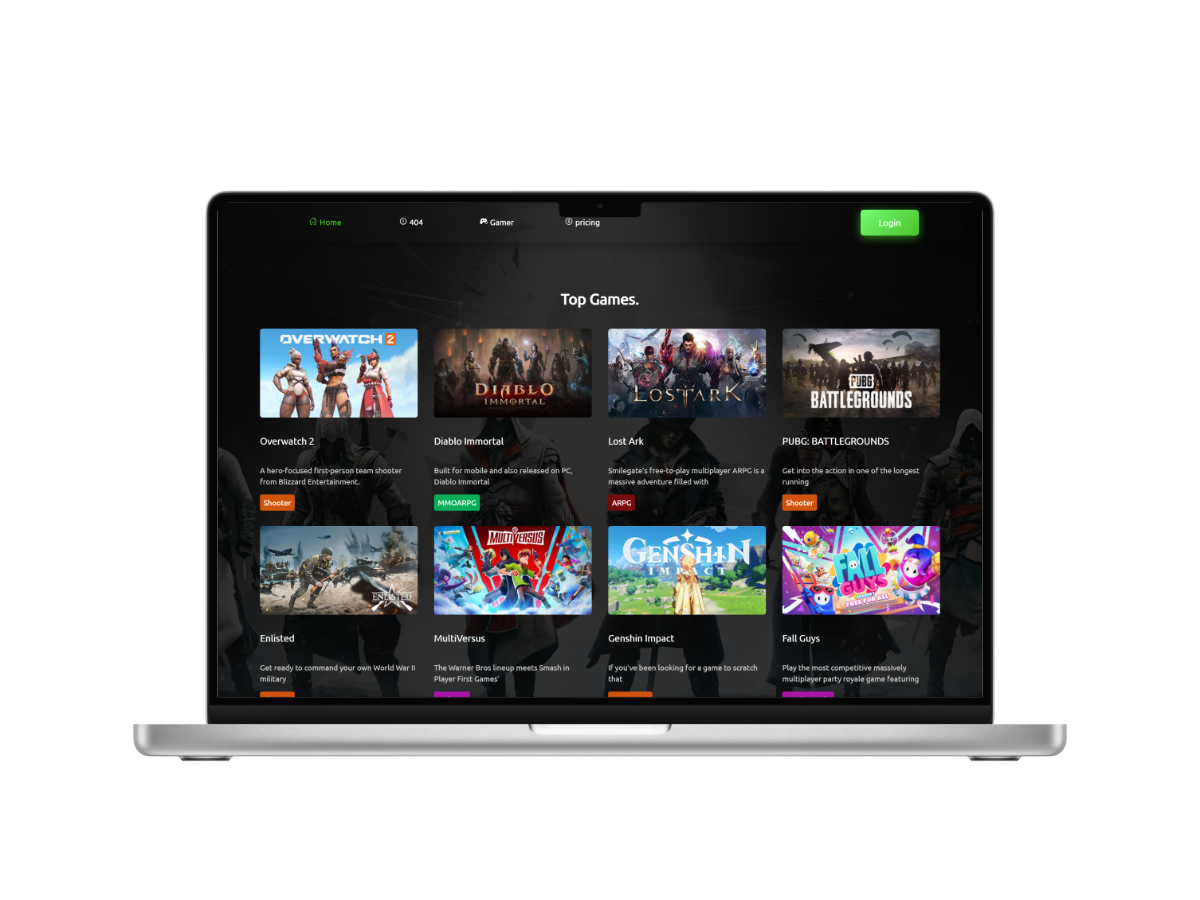 Home
404
Gamer
pricing
Login
Top Games.
OVERWATCH 2
DIABLO
IMMORTAL
LOST ARK
PUBG
BATTLEGROUNDS
Overwatch 2
Diablo Immortal
Lost Ark
PUBG: BATTLEGROUNDS
A hero-focused first-person team shooter
from Blizzard Entertainment.
Built for mobile and also released on PC,
Diablo Immortal
Smilegate's free-to-play multiplayer ARPG is a
massive adventure filled with
Get into the action in one of the longest
running
Shooter
MMOARPG
ARPG
Shooter
ENLISTED
MULTIVERSUS
GENSHIN
IMPACT
FALL
GUYS
FREE FOR ALL
Enlisted
MultiVersus
Genshin Impact
Fall Guys
Get ready to command your own World War II
military
The Warner Bros lineup meets Smash in
Player First Games'
If you've been looking for a game to scratch
that
Play the most competitive massively
multiplayer party royale game featuring